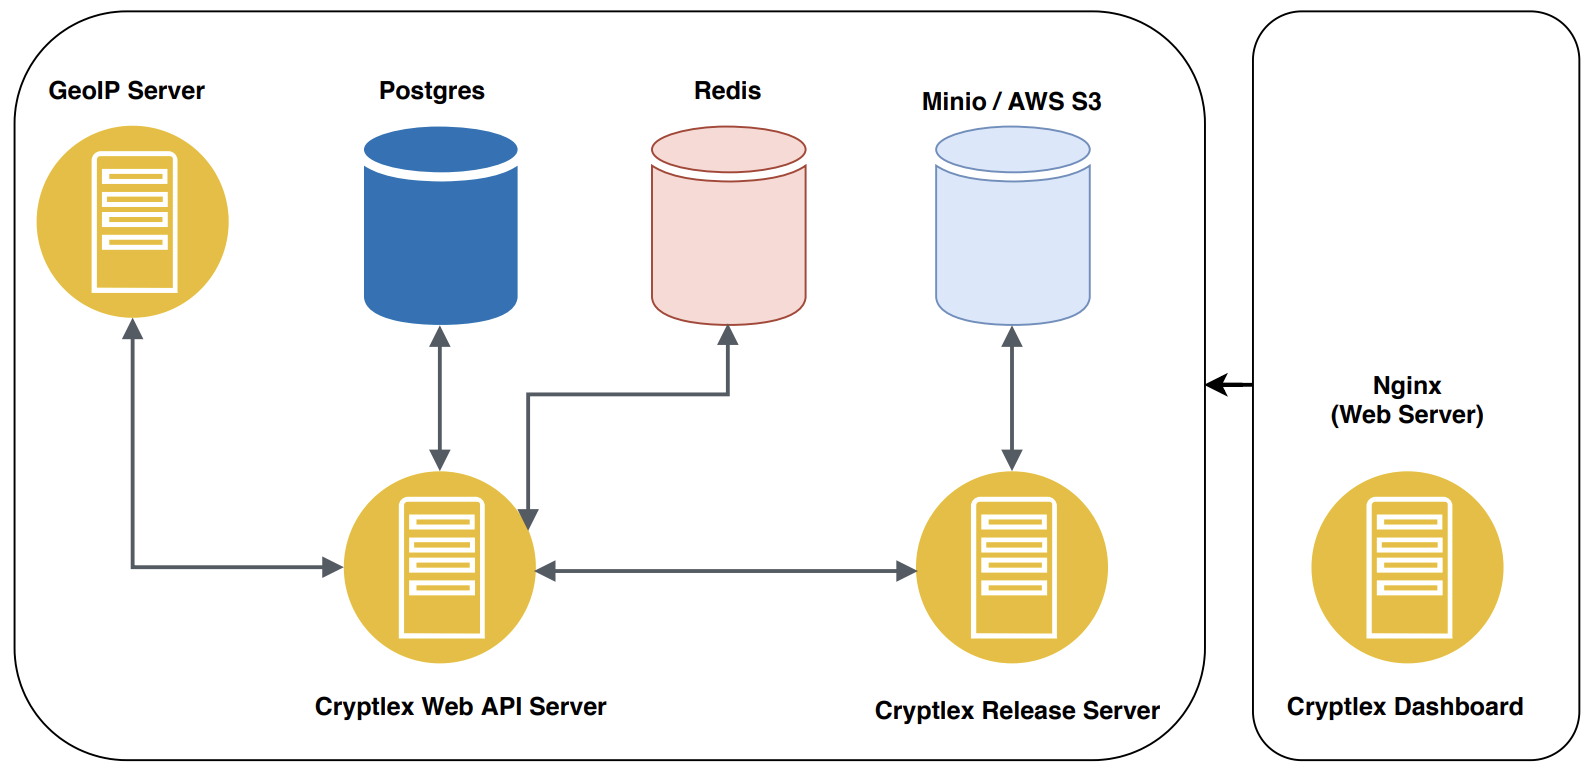 GeoIP Server
Postgres
Redis
Minio / AWS S3
Nginx
(Web Server)
Cryptlex Web API Server
Cryptlex Release Server
Cryptlex Dashboard